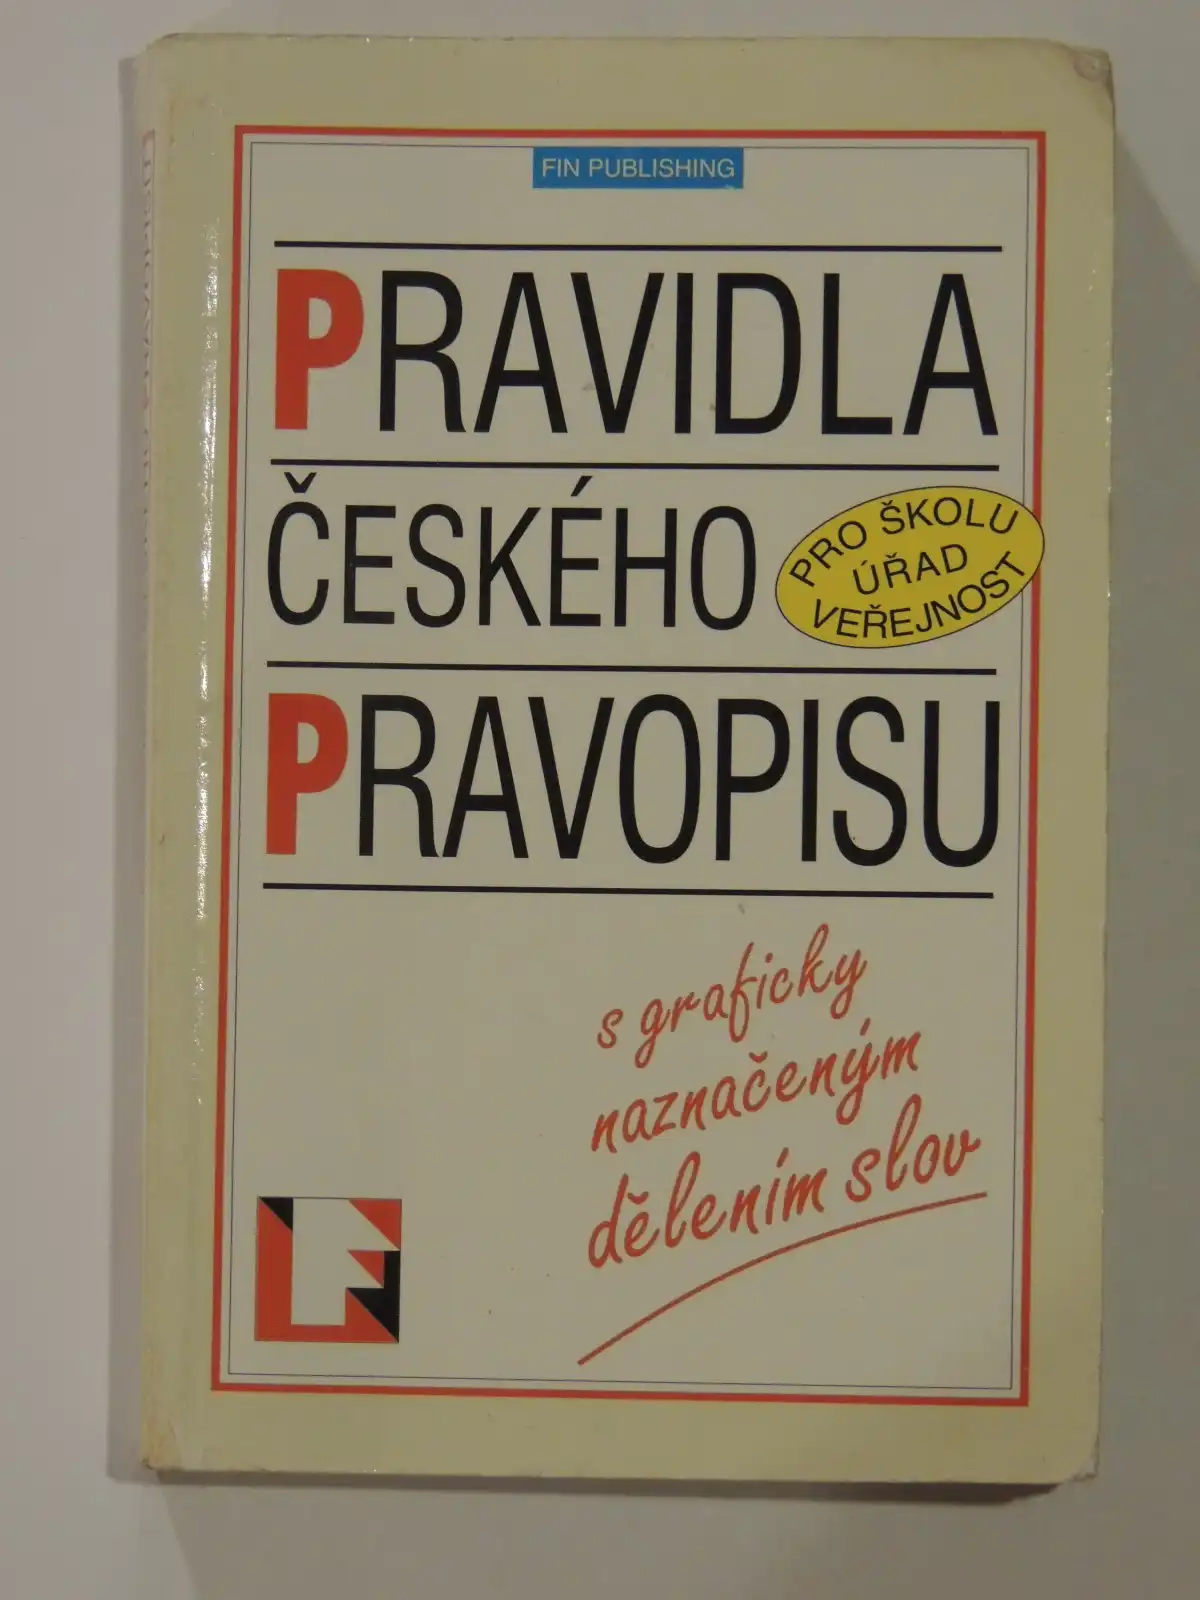 FIN PUBLISHING
PRAVIDLA
ČESKÉHO
PRO ŠKOLU
ÚŘAD
VEŘEJNOST
PRAVOPISU
s graficky
naznačeným
dělením slov